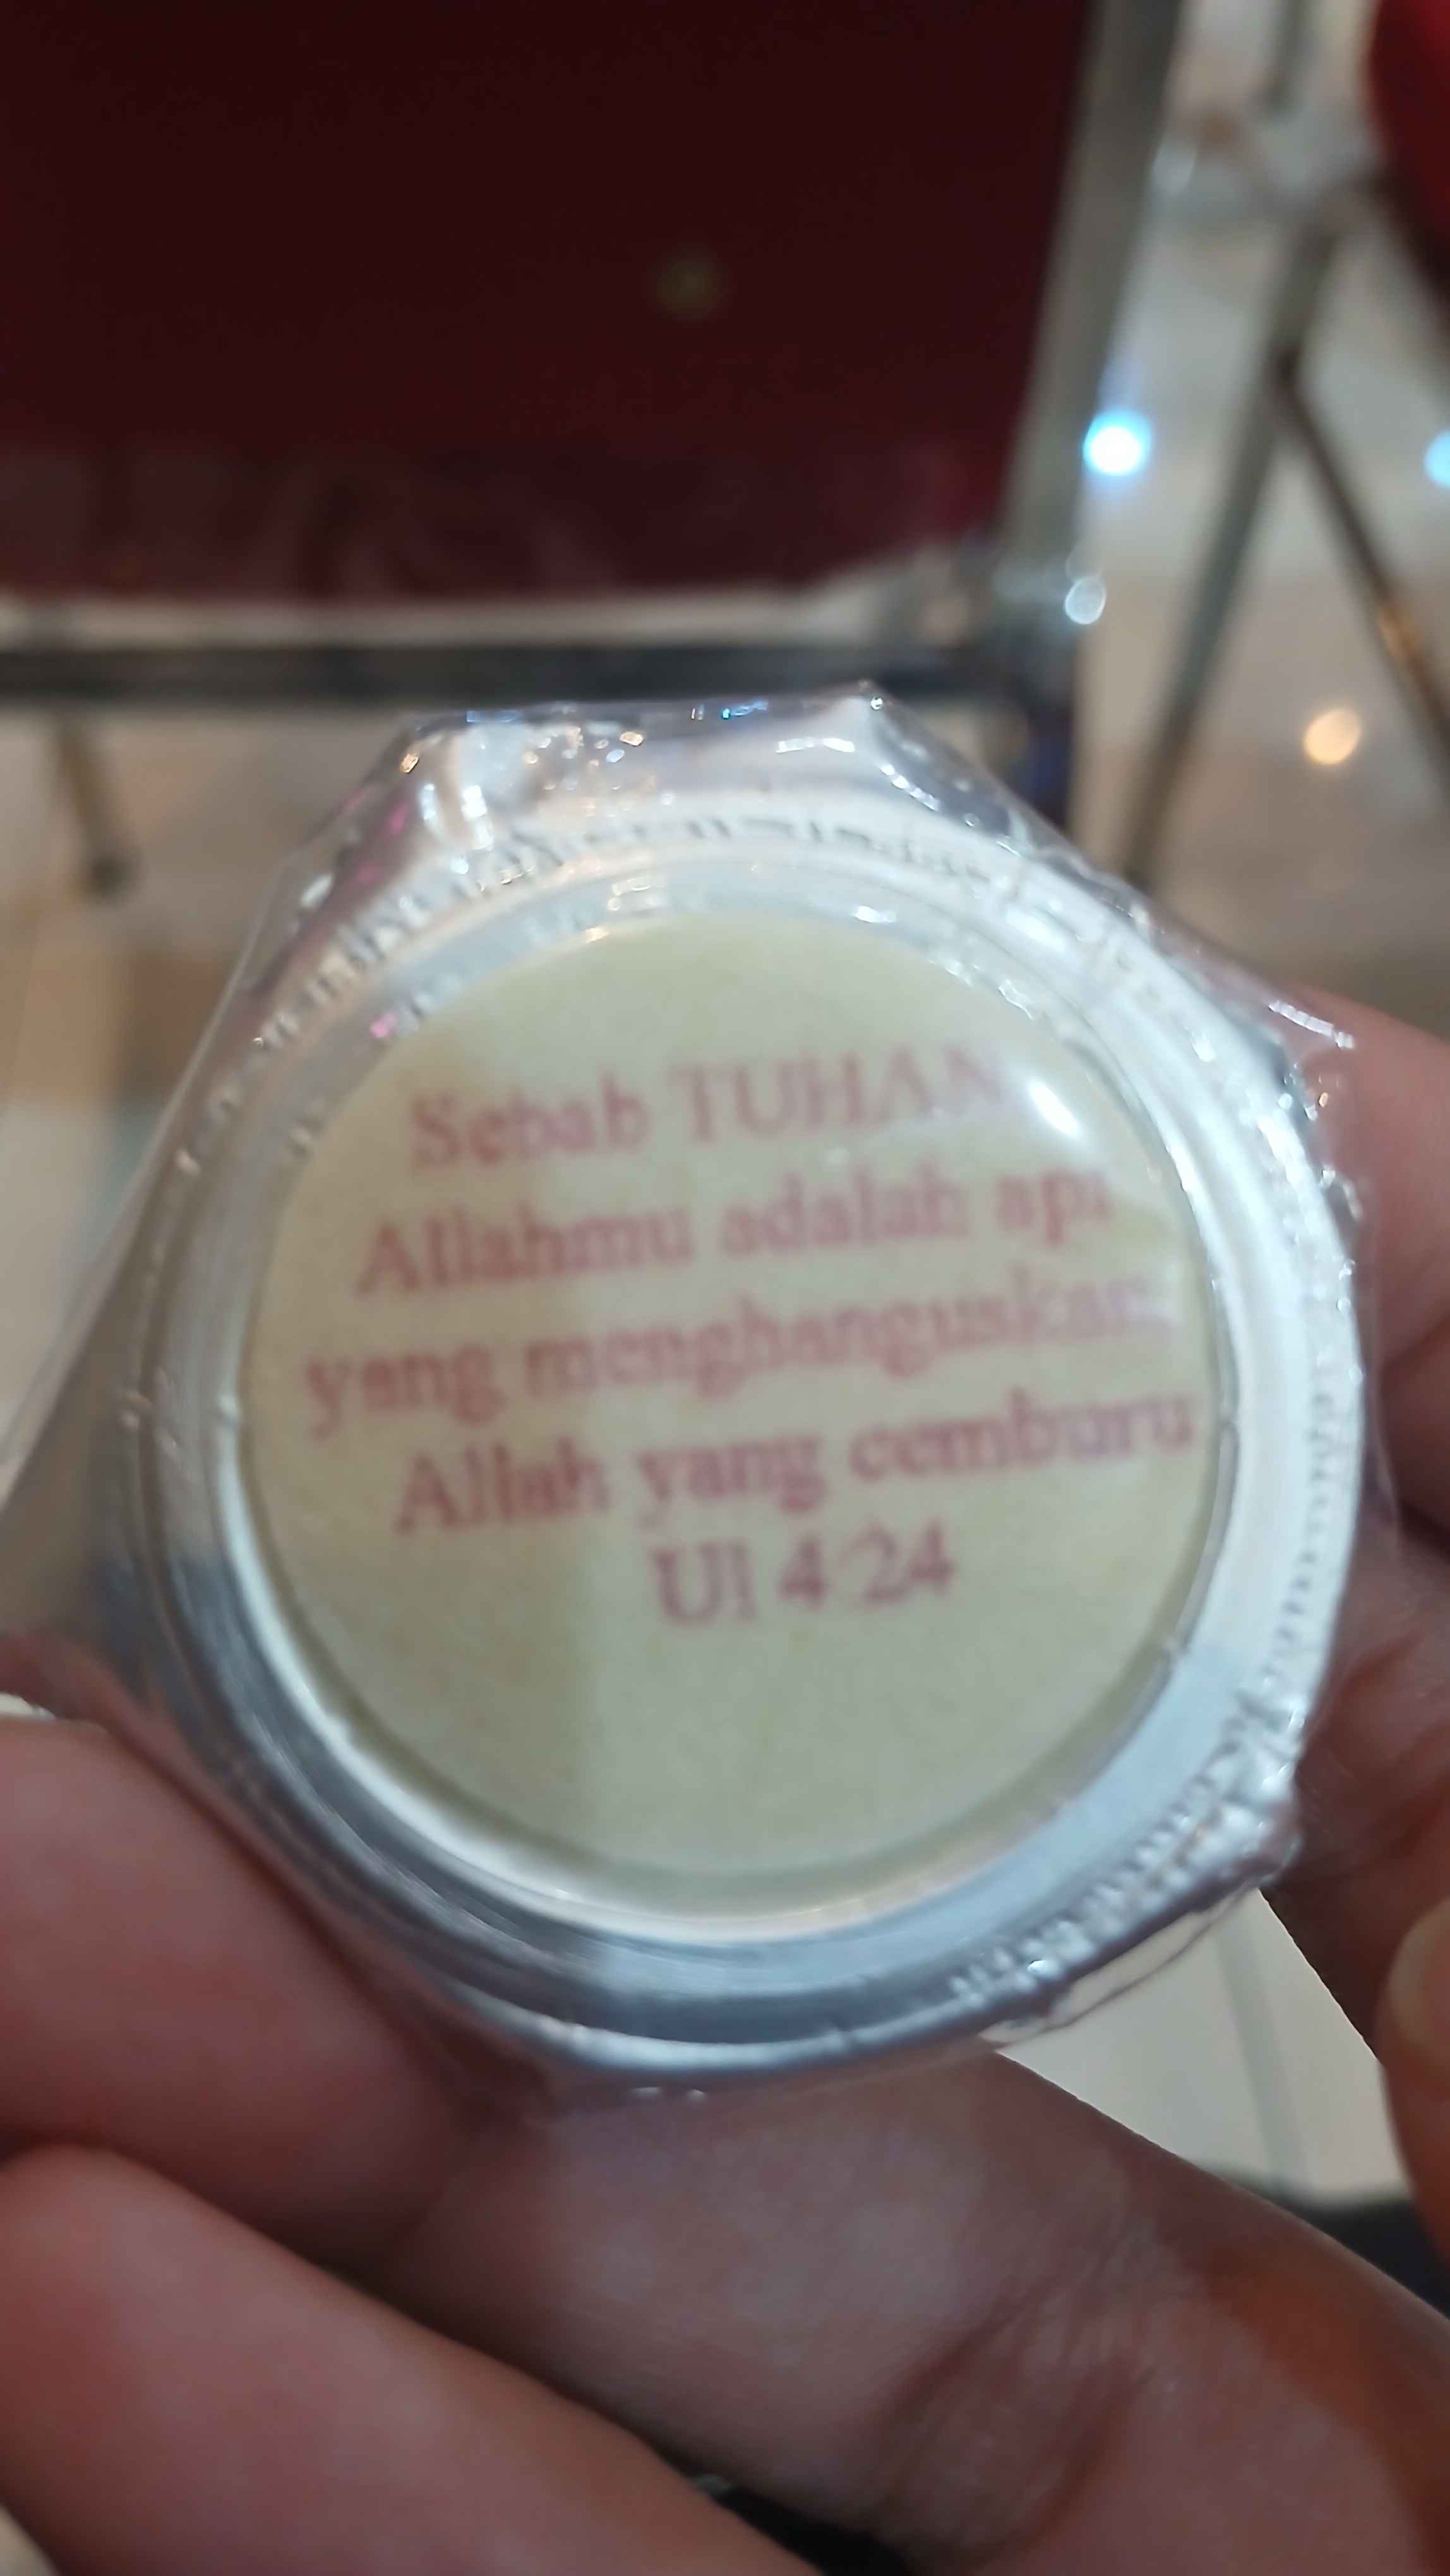 Sebab TUHAN
Allahmu adalah api
yang menghanguskan,
Allah yang cemburu
Ul 4:24